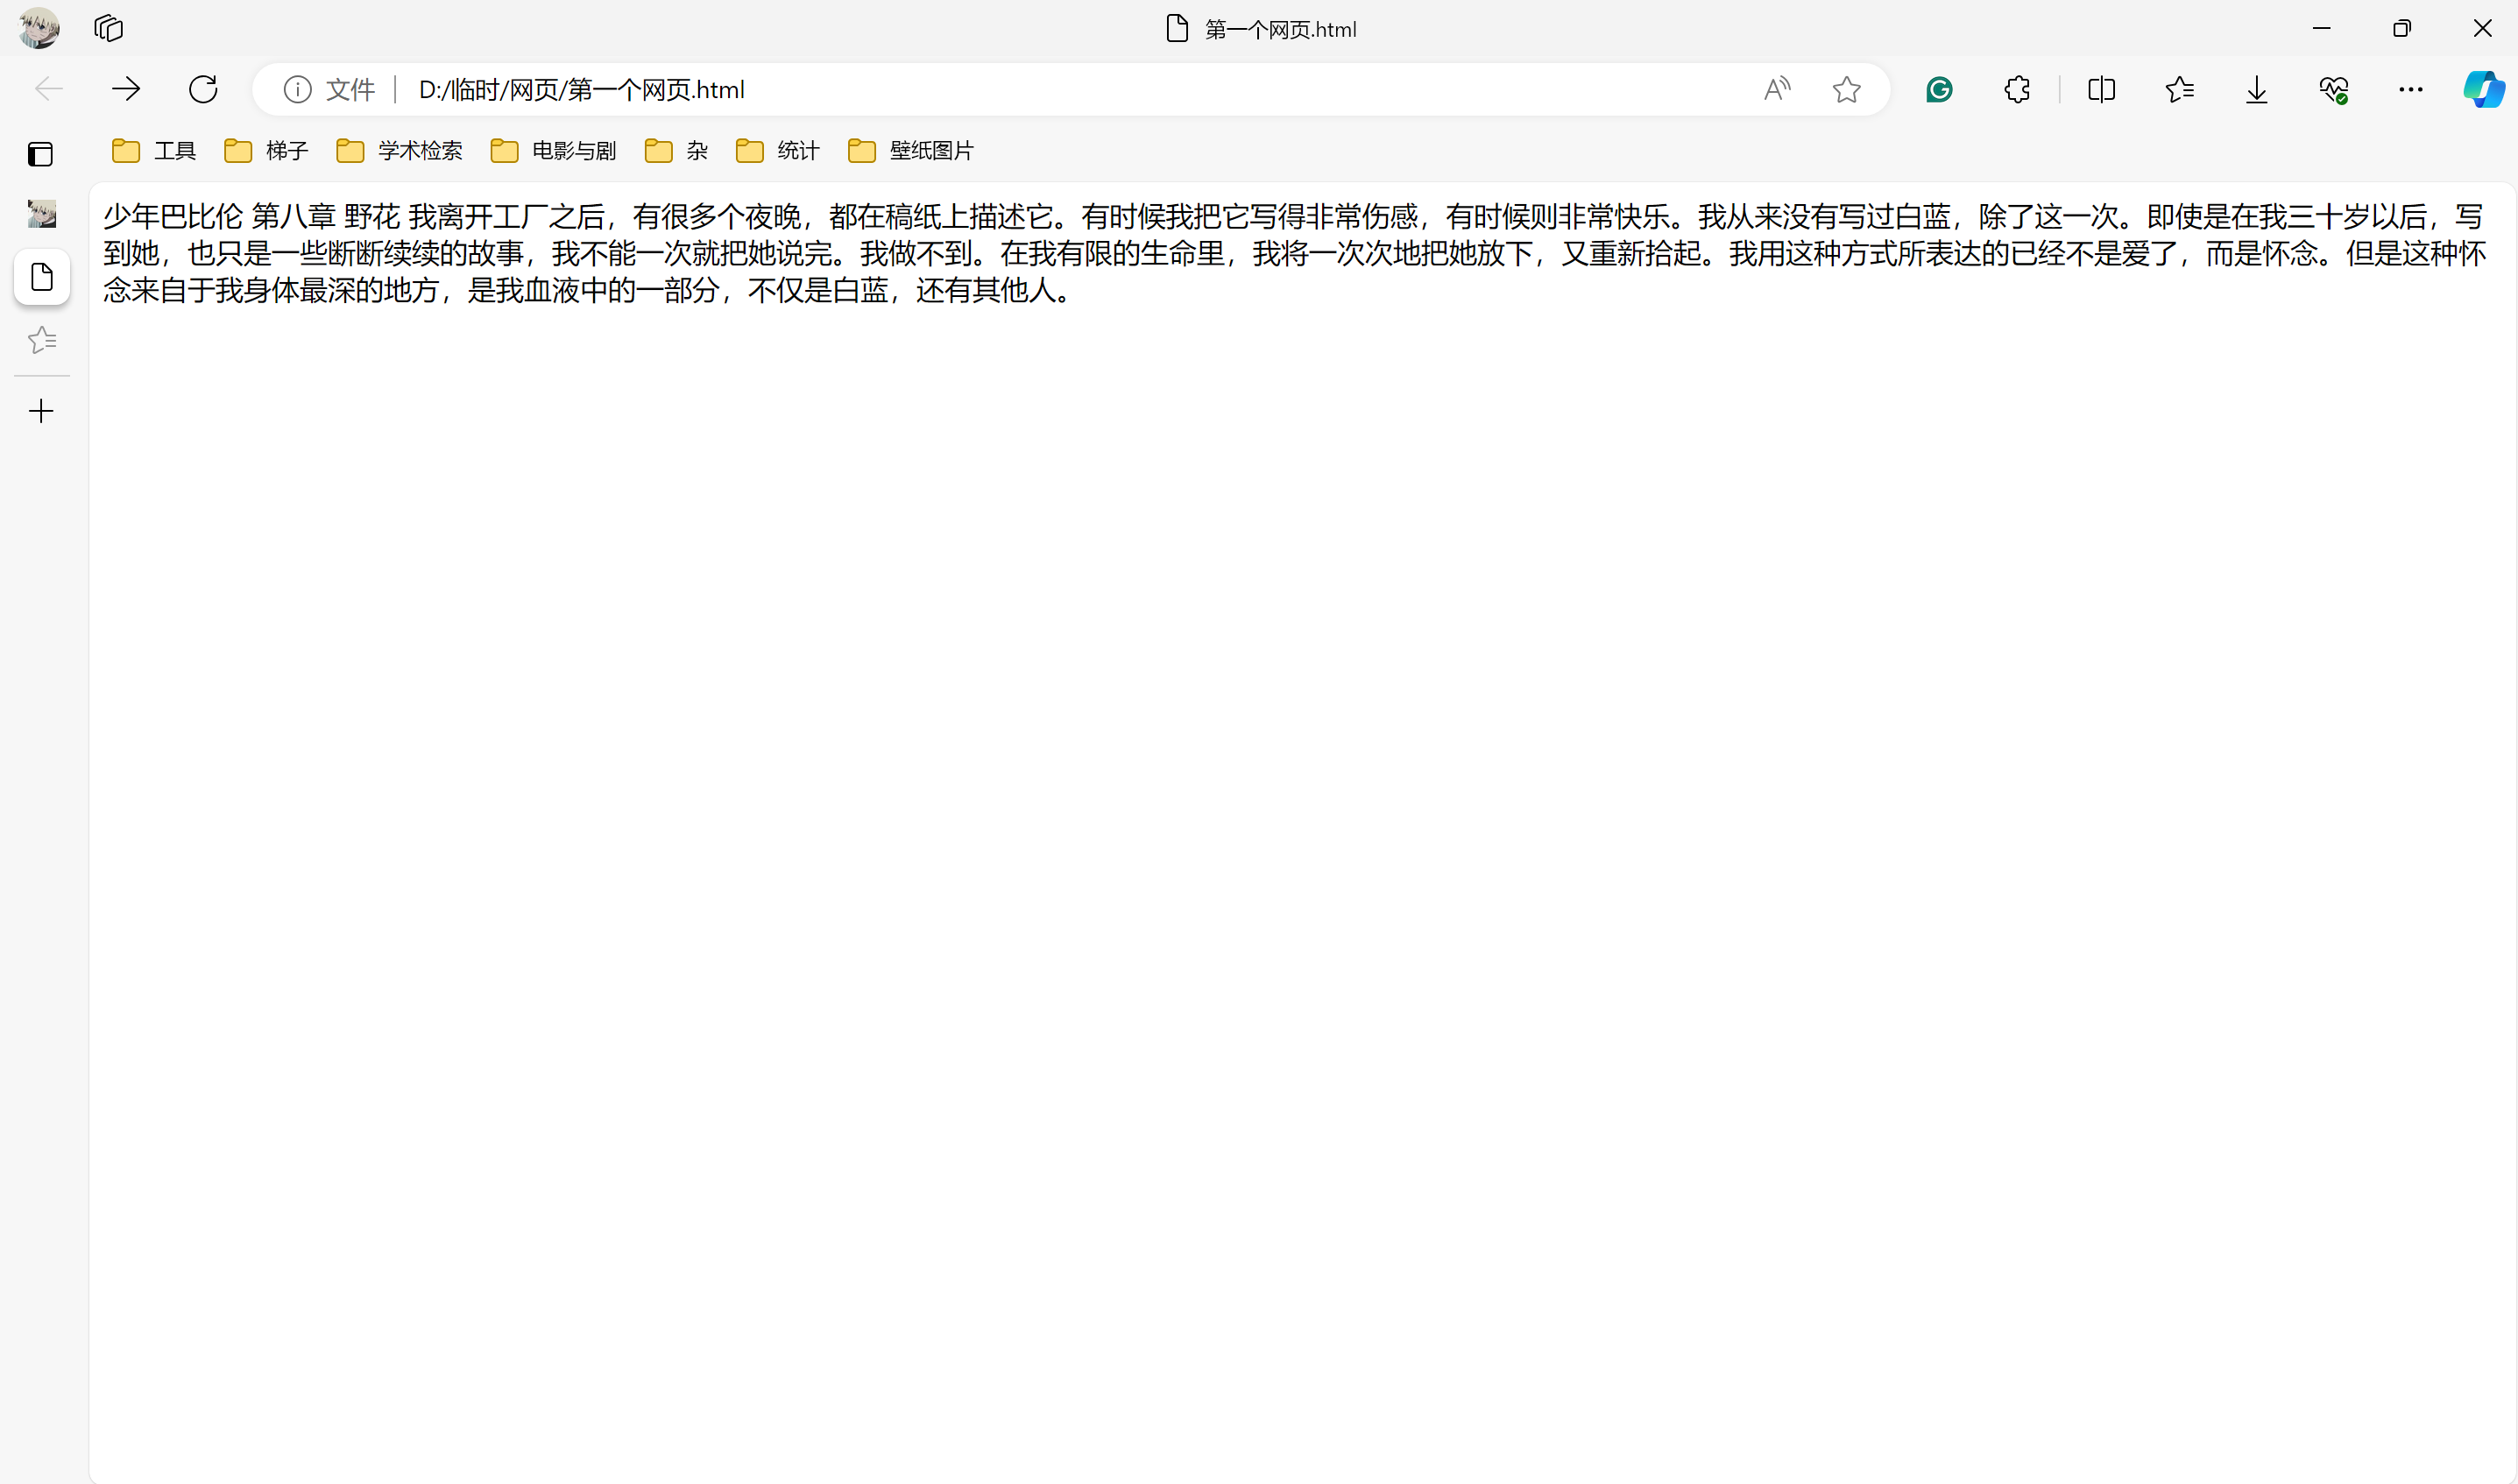 第一个网页.html
文件 D:/临时/网页/第一个网页.html
工具 梯子 学术检索 电影与剧 杂 统计 壁纸图片
少年巴比伦 第八章 野花 我离开工厂之后，有很多个夜晚，都在稿纸上描述它。有时候我把它写得非常伤感，有时候则非常快乐。我从来没有写过白蓝，除了这一次。即使是在我三十岁以后，写
到她，也只是一些断断续续的故事，我不能一次就把她说完。我做不到。在我有限的生命里，我将一次次地把她放下，又重新拾起。我用这种方式所表达的已经不是爱了，而是怀念。但是这种怀
念来自于我身体最深的地方，是我血液中的一部分，不仅是白蓝，还有其他人。